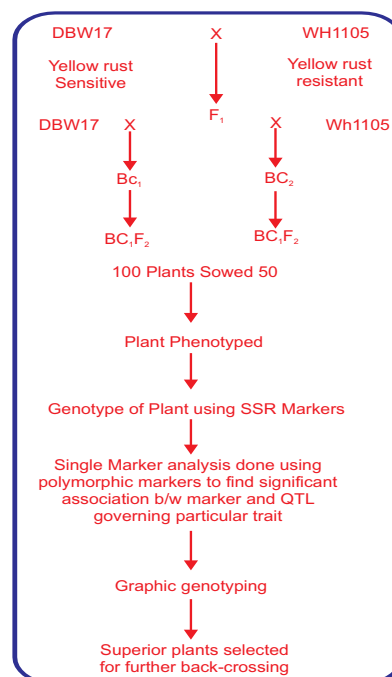 DBW17 X WH1105
Yellow rust Yellow rust
Sensitive resistant
F1
DBW17 X X Wh1105
Bc1 BC2
BC1F2 BC1F2
100 Plants Sowed 50
Plant Phenotyped
Genotype of Plant using SSR Markers
Single Marker analysis done using
polymorphic markers to find significant
association b/w marker and QTL
governing particular trait
Graphic genotyping
Superior plants selected
for further back-crossing